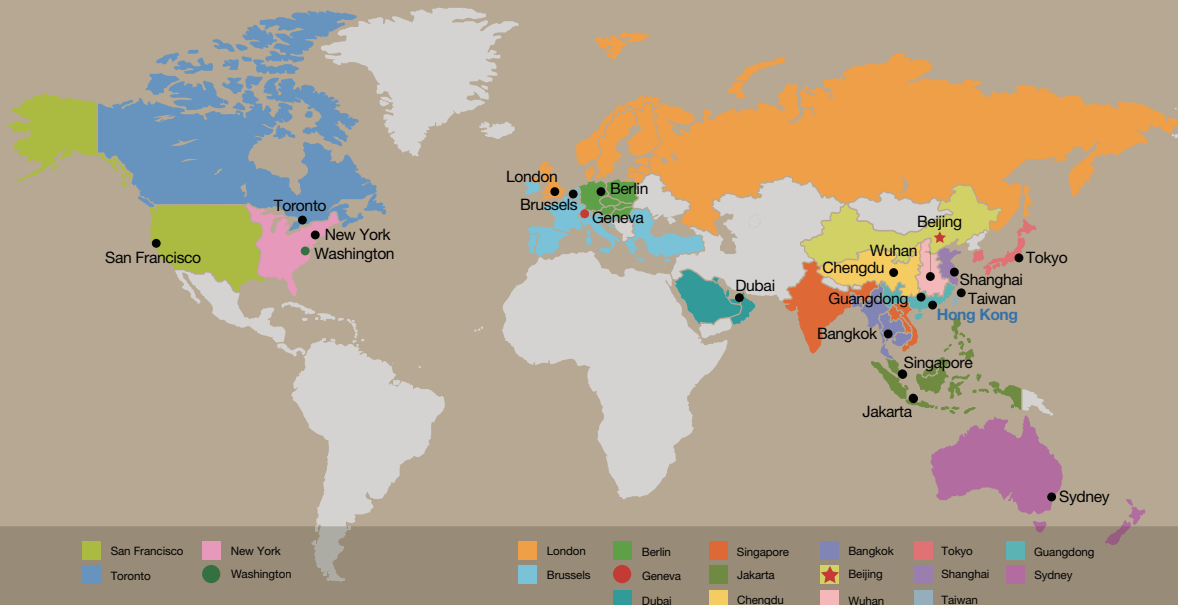 London
Berlin
Brussels
Geneva
Toronto
New York
Washington
San Francisco
Beijing
Wuhan
Tokyo
Chengdu
Shanghai
Dubai
Guangdong
Taiwan
Hong Kong
Bangkok
Singapore
Jakarta
Sydney
San Francisco
New York
London
Berlin
Singapore
Bangkok
Tokyo
Guangdong
Toronto
Washington
Brussels
Geneva
Jakarta
Beijing
Shanghai
Sydney
Dubai
Chengdu
Wuhan
Taiwan